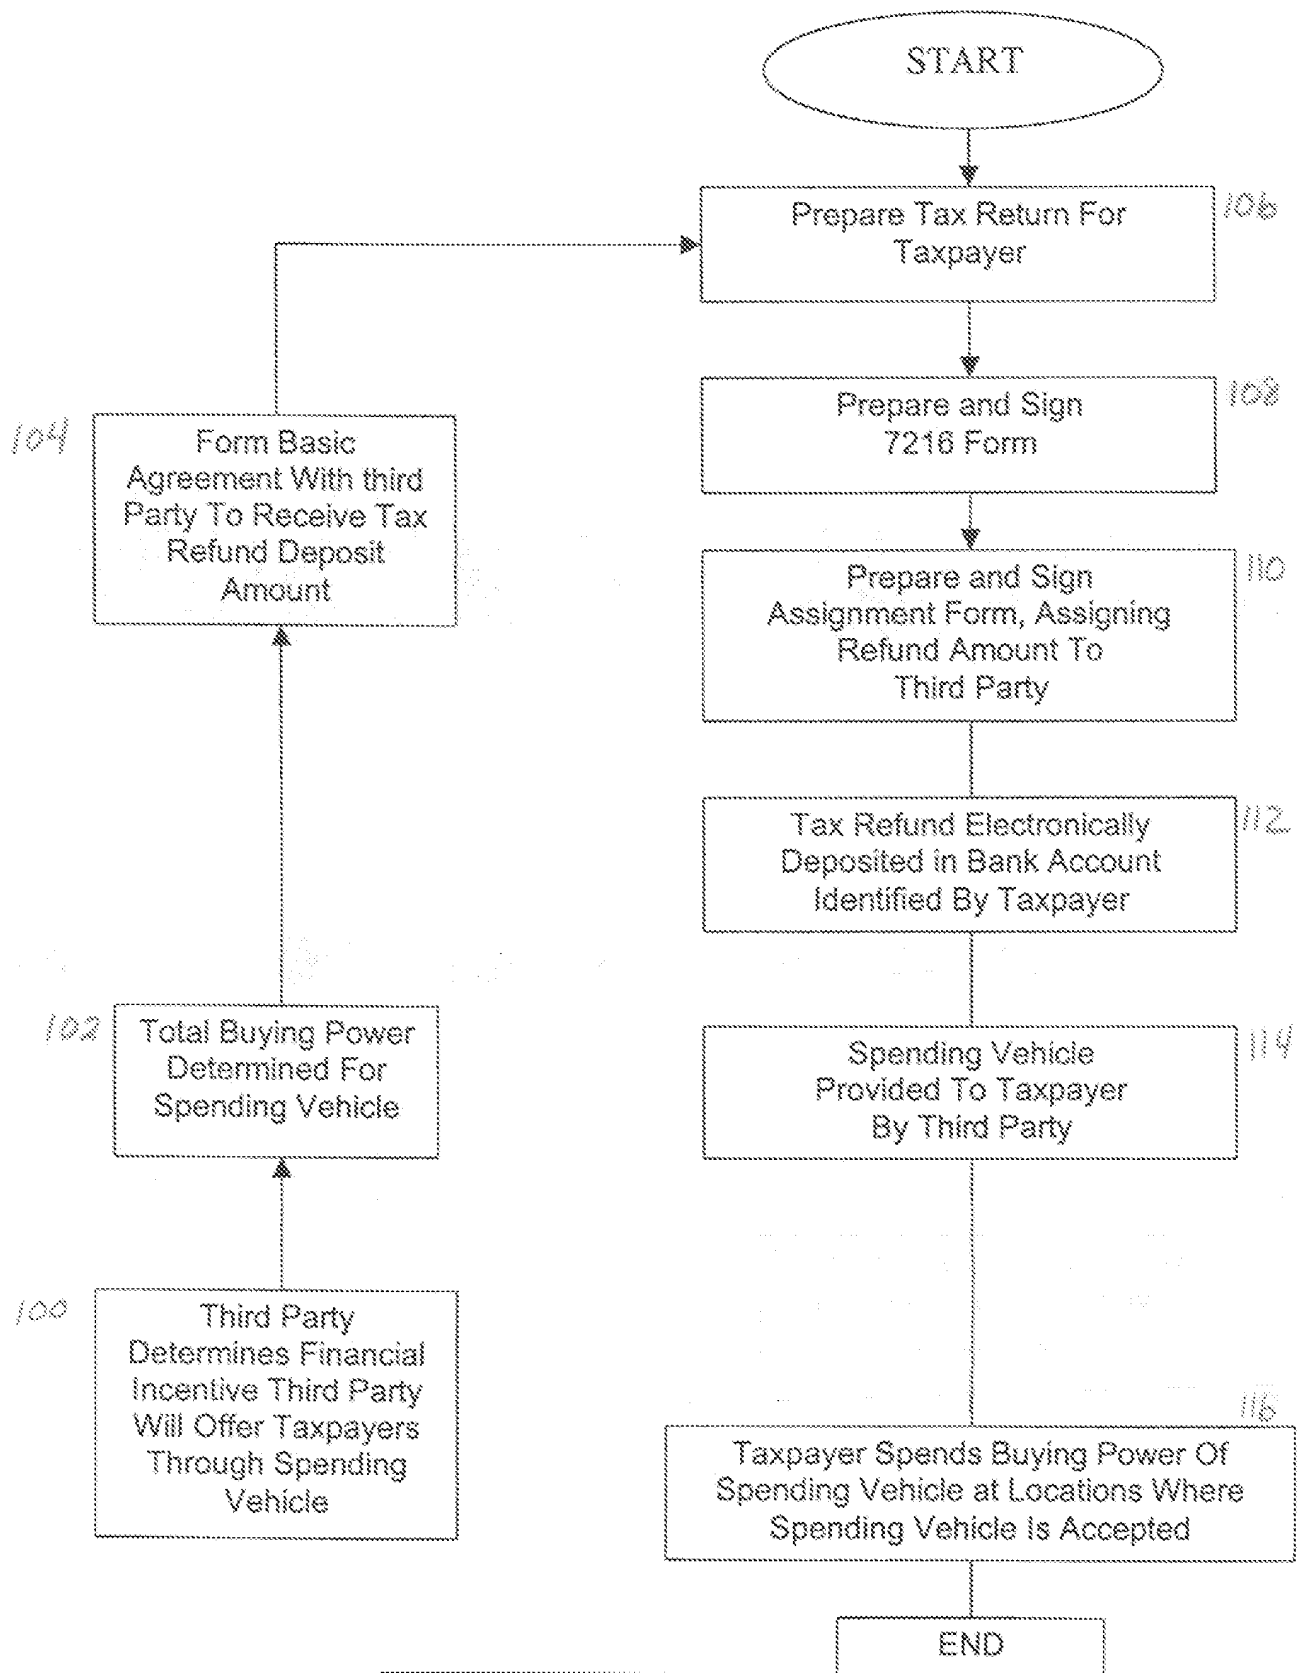 START
Prepare Tax Return For
Taxpayer
106
Prepare and Sign
7216 Form
108
104
Form Basic
Agreement With third
Party To Receive Tax
Refund Deposit
Amount
Prepare and Sign
Assignment Form, Assigning
Refund Amount To
Third Party
110
Tax Refund Electronically
Deposited in Bank Account
Identified By Taxpayer
112
102
Total Buying Power
Determined For
Spending Vehicle
Spending Vehicle
Provided To Taxpayer
By Third Party
114
100
Third Party
Determines Financial
Incentive Third Party
Will Offer Taxpayers
Through Spending
Vehicle
116
Taxpayer Spends Buying Power Of
Spending Vehicle at Locations Where
Spending Vehicle Is Accepted
END